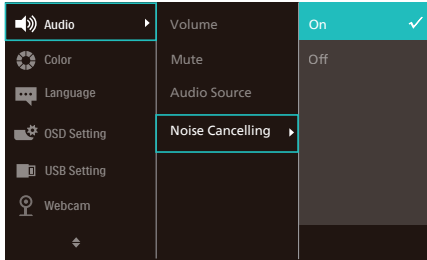 Audio
Color
Language
OSD Setting
USB Setting
Webcam
Volume
Mute
Audio Source
Noise Cancelling
On
Off